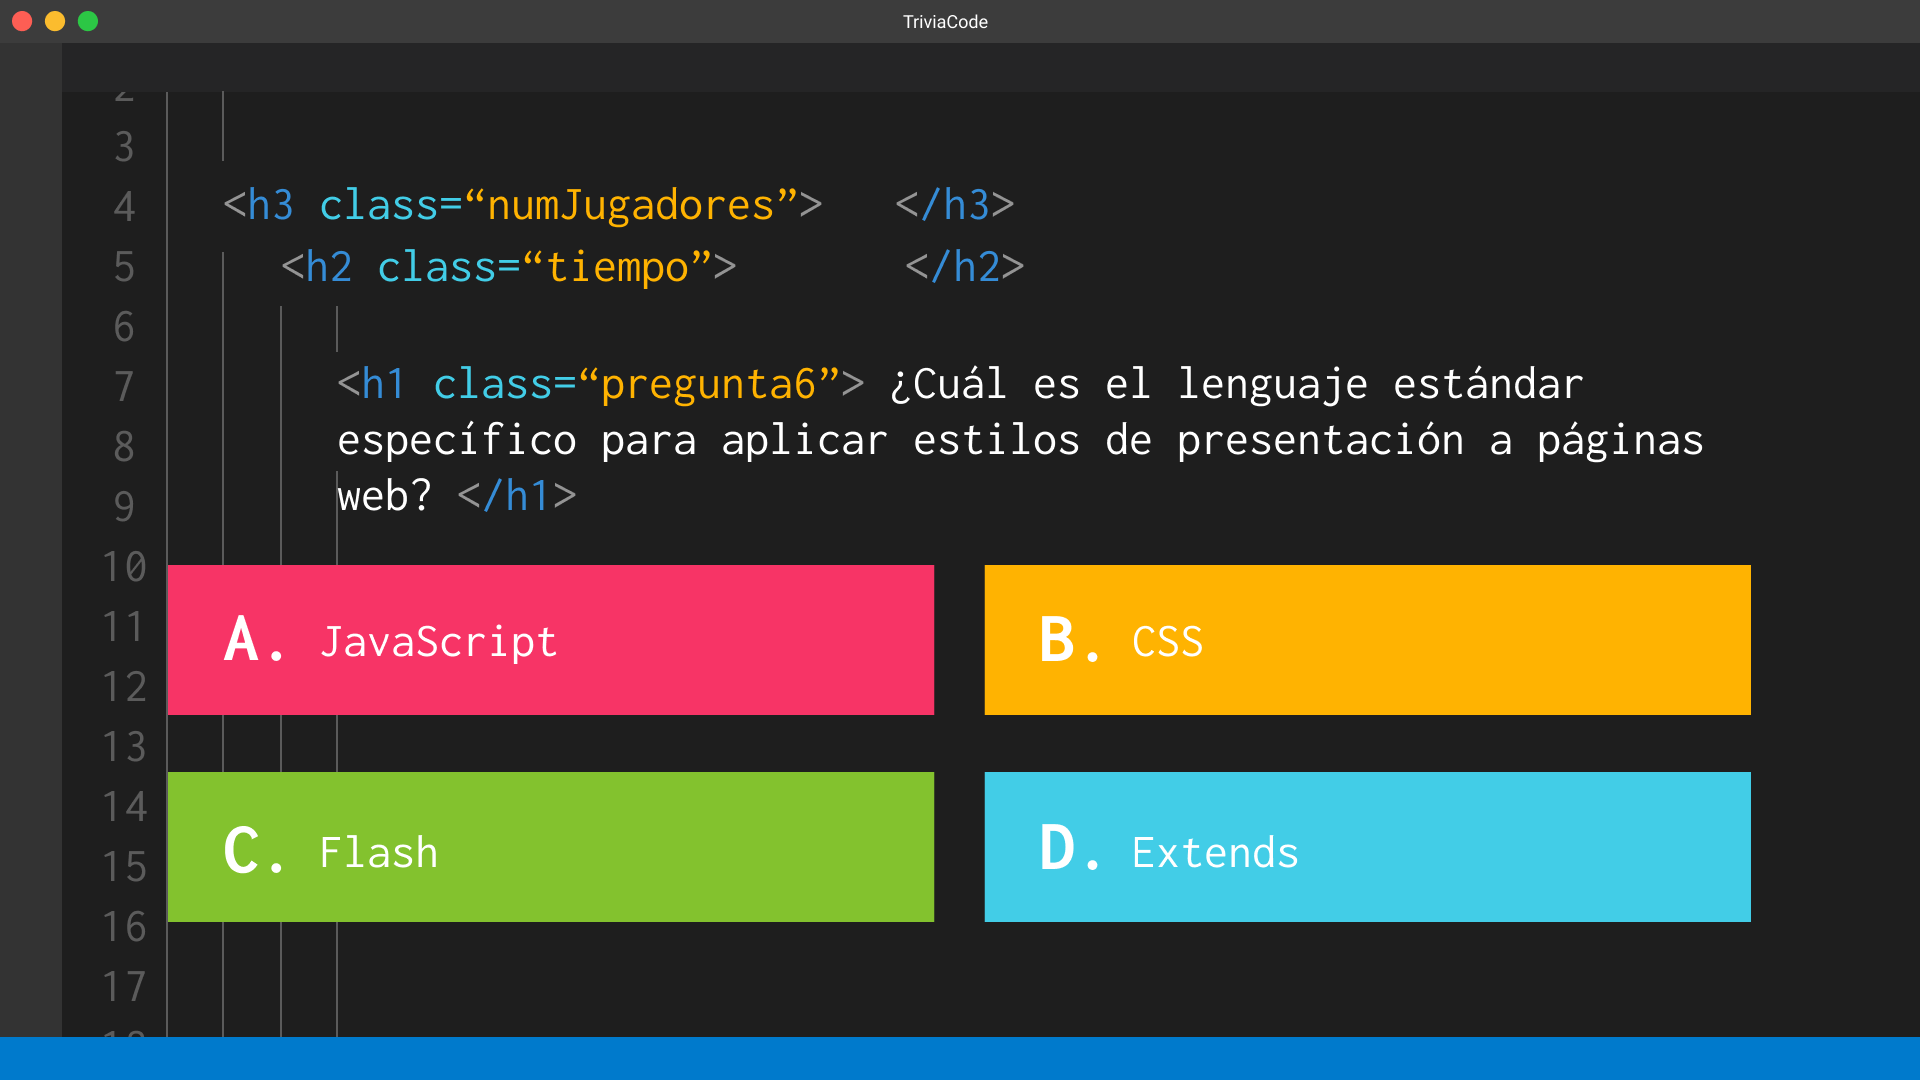 TriviaCode
2
3
4 <h3 class=“numJugadores”> </h3>
5 <h2 class=“tiempo”> </h2>
6
7 <h1 class=“pregunta6”> ¿Cuál es el lenguaje estándar
8 específico para aplicar estilos de presentación a páginas
9 web? </h1>
10
11 A. JavaScript B. CSS
12
13
14
15 C. Flash D. Extends
16
17
18